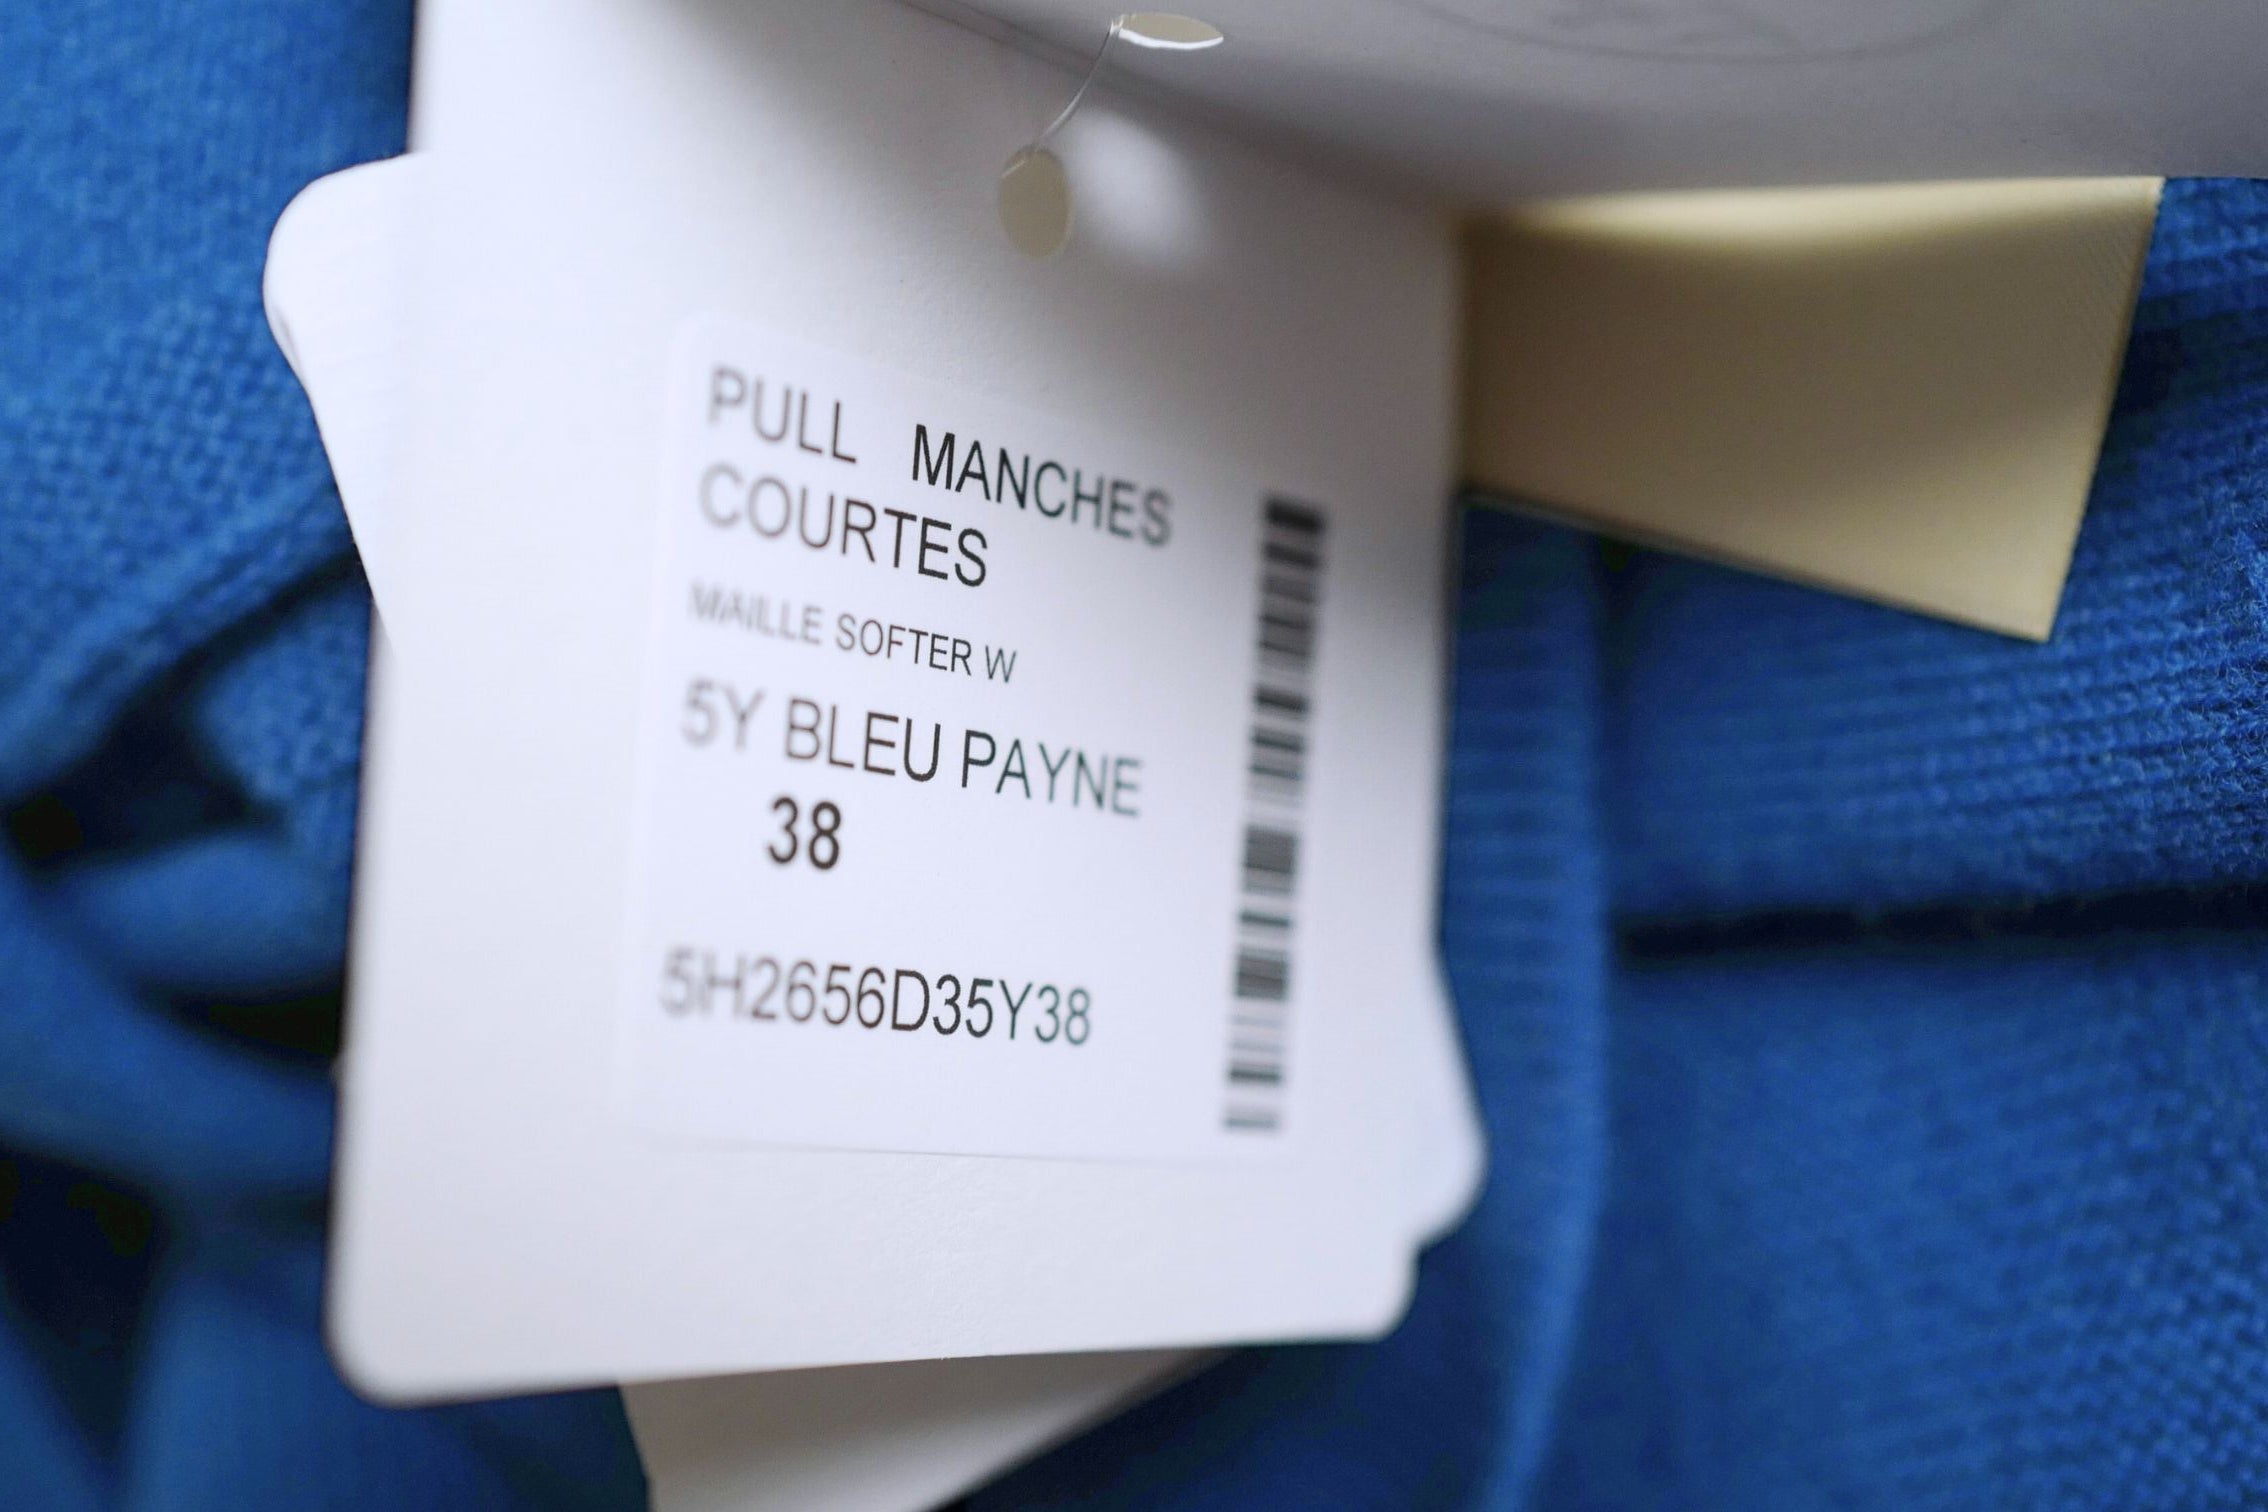 PULL MANCHES
COURTES
MAILLE SOFTER W
5Y BLEU PAYNE
38
5H2656D35Y38